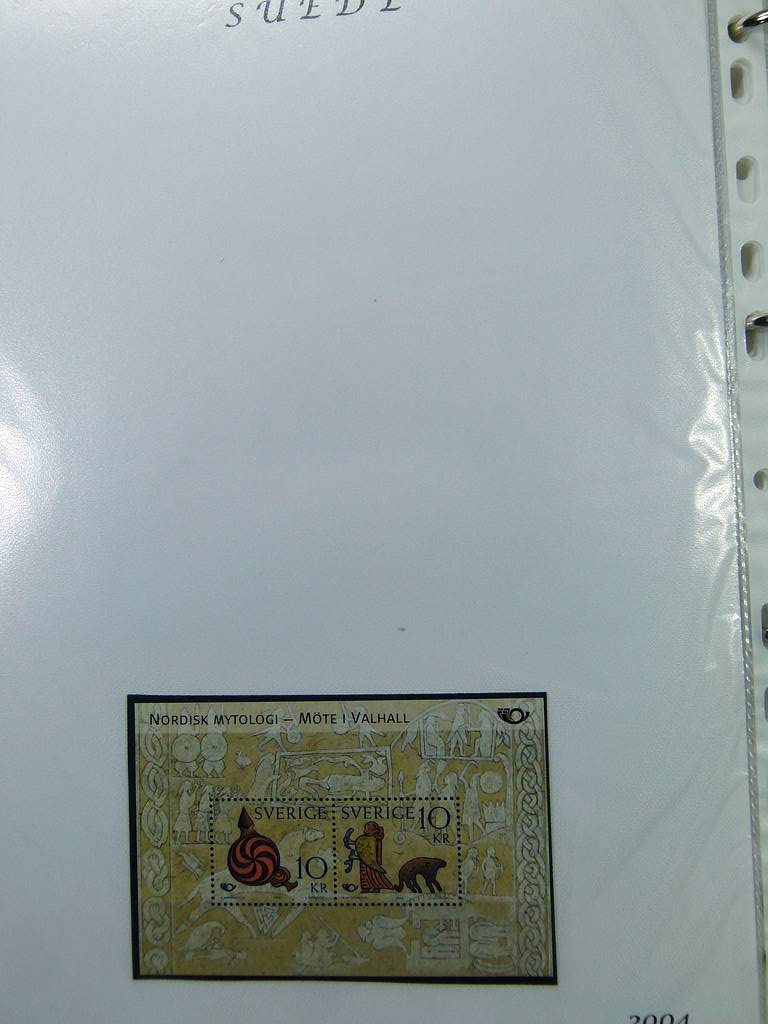 SUEDE
NORDISK MYTOLOGI – MÖTE I VALHALL
SVERIGE
10
KR
SVERIGE
10
KR
2004